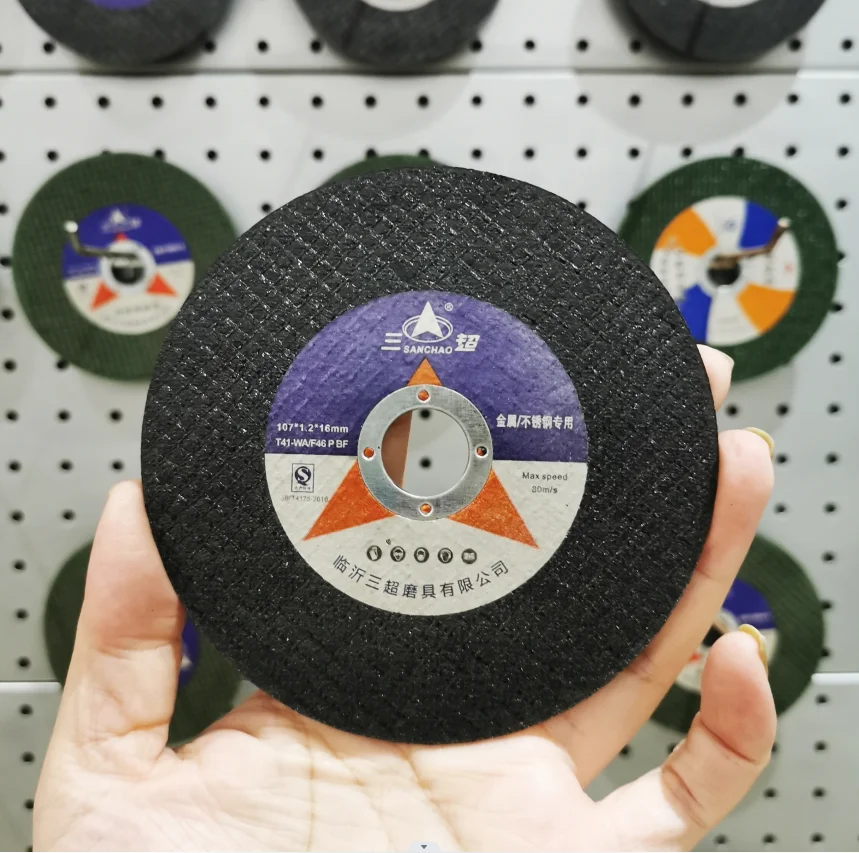 ®
三 SANCHAO 超
107*1.2*16mm
T41-WA/F46 P BF
金属/不锈钢专用
Max speed
80m/s
临沂三超磨具有限公司